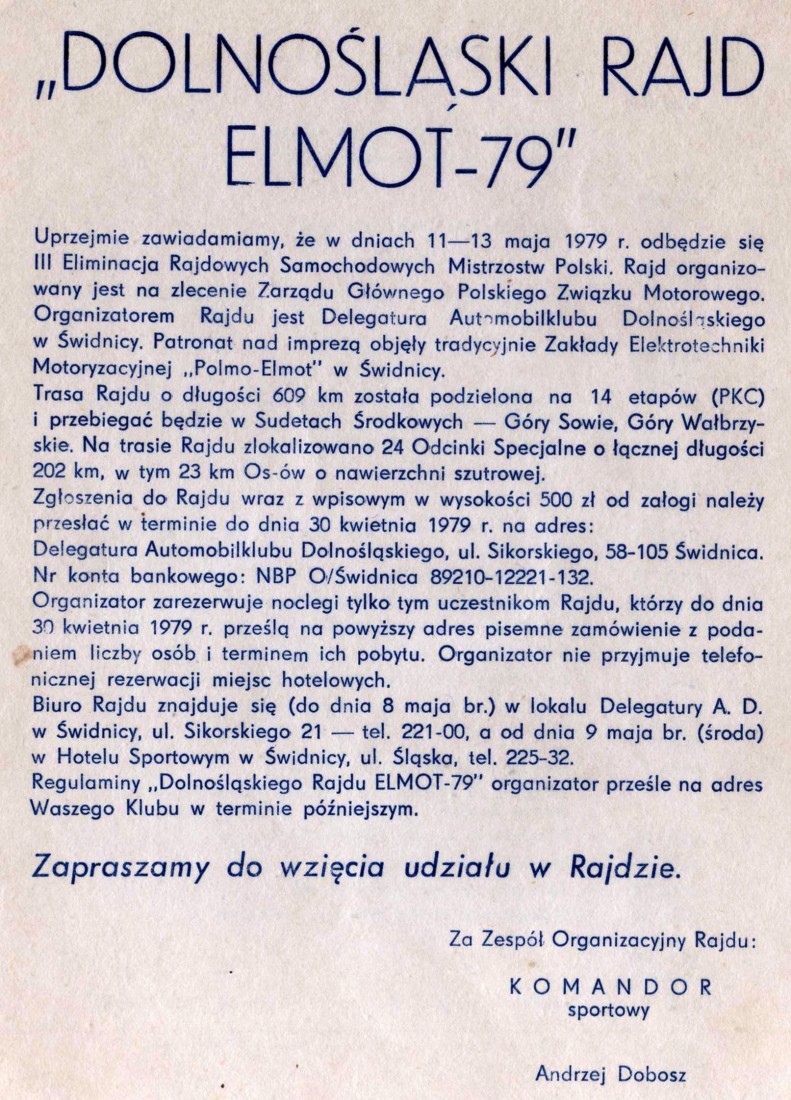 „DOLNOŚLĄSKI RAJD
ELMOT-79”
Uprzejmie zawiadamiamy, że w dniach 11—13 maja 1979 r. odbędzie się
III Eliminacja Rajdowych Samochodowych Mistrzostw Polski. Rajd organizo-
wany jest na zlecenie Zarządu Głównego Polskiego Związku Motorowego.
Organizatorem Rajdu jest Delegatura Automobilklubu Dolnośląskiego
w Świdnicy. Patronat nad imprezą objęły tradycyjnie Zakłady Elektrotechniki
Motoryzacyjnej „Polmo-Elmot” w Świdnicy.
Trasa Rajdu o długości 609 km została podzielona na 14 etapów (PKC)
i przebiegać będzie w Sudetach Środkowych — Góry Sowie, Góry Wałbrzy-
skie. Na trasie Rajdu zlokalizowano 24 Odcinki Specjalne o łącznej długości
202 km, w tym 23 km Os-ów o nawierzchni szutrowej.
Zgłoszenia do Rajdu wraz z wpisowym w wysokości 500 zł od załogi należy
przesłać w terminie do dnia 30 kwietnia 1979 r. na adres:
Delegatura Automobilklubu Dolnośląskiego, ul. Sikorskiego, 58-105 Świdnica.
Nr konta bankowego: NBP O/Świdnica 89210-12221-132.
Organizator zarezerwuje noclegi tylko tym uczestnikom Rajdu, którzy do dnia
30 kwietnia 1979 r. prześlą na powyższy adres pisemne zamówienie z poda-
niem liczby osób i terminem ich pobytu. Organizator nie przyjmuje telefo-
nicznej rezerwacji miejsc hotelowych.
Biuro Rajdu znajduje się (do dnia 8 maja br.) w lokalu Delegatury A. D.
w Świdnicy, ul. Sikorskiego 21 — tel. 221-00, a od dnia 9 maja br. (środa)
w Hotelu Sportowym w Świdnicy, ul. Śląska, tel. 225-32.
Regulaminy „Dolnośląskiego Rajdu ELMOT-79” organizator prześle na adres
Waszego Klubu w terminie późniejszym.
Zapraszamy do wzięcia udziału w Rajdzie.
Za Zespół Organizacyjny Rajdu:
KOMANDOR
sportowy
Andrzej Dobosz